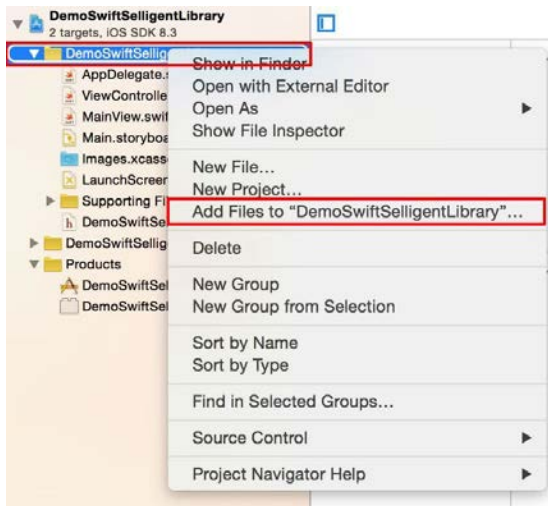 DemoSwiftSelligentLibrary
2 targets, iOS SDK 8.3
DemoSwiftSellig
AppDelegate.s
ViewControlle
MainView.swif
Main.storyboa
Images.xcass
LaunchScreer
Supporting Fi
DemoSwiftSe
DemoSwiftSellig
Products
DemoSwiftSel
DemoSwiftSel
Show in Finder
Open with External Editor
Open As
Show File Inspector
New File...
New Project...
Add Files to “DemoSwiftSelligentLibrary”...
Delete
New Group
New Group from Selection
Sort by Name
Sort by Type
Find in Selected Groups...
Source Control
Project Navigator Help